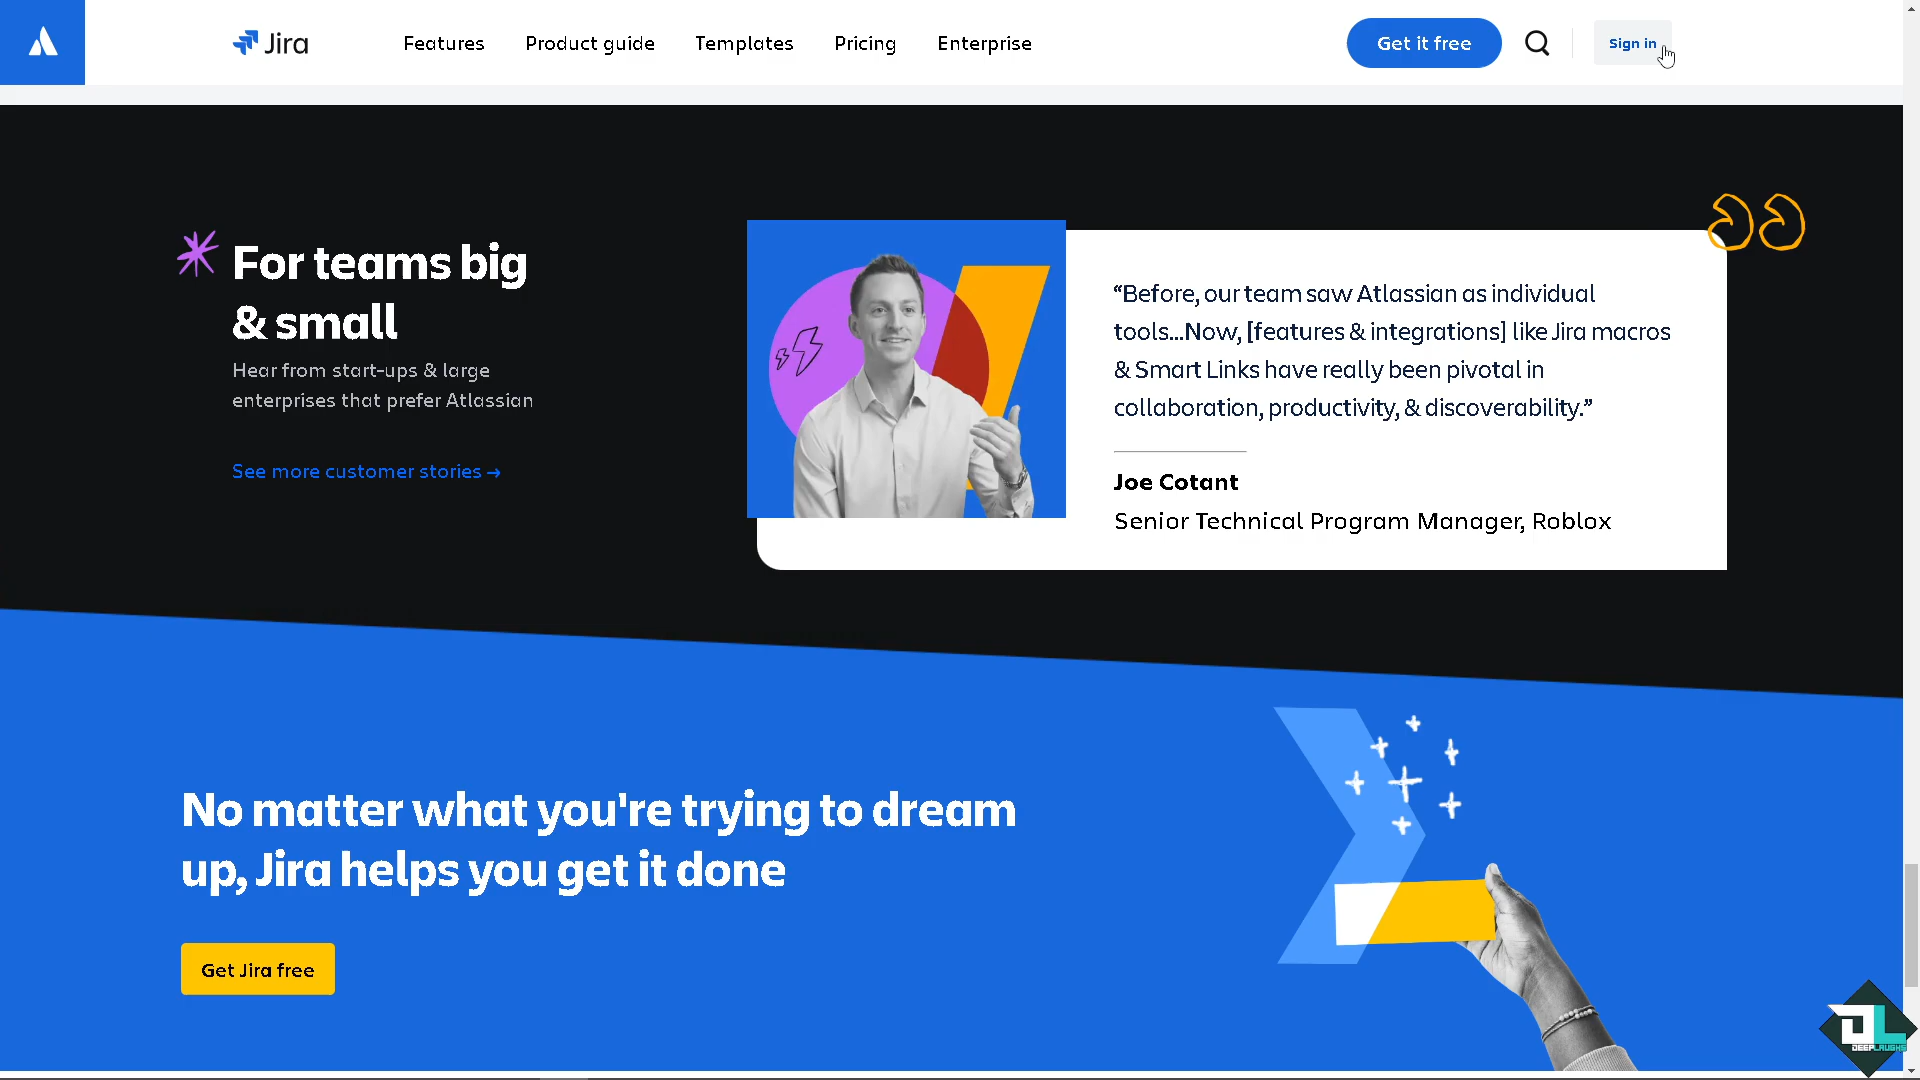 Jira
Features
Product guide
Templates
Pricing
Enterprise
Get it free
Sign in
For teams big
& small
Hear from start-ups & large
enterprises that prefer Atlassian
See more customer stories →
“Before, our team saw Atlassian as individual
tools...Now, [features & integrations] like Jira macros
& Smart Links have really been pivotal in
collaboration, productivity, & discoverability.”
Joe Cotant
Senior Technical Program Manager, Roblox
No matter what you're trying to dream
up, Jira helps you get it done
Get Jira free
DL
DEEPLAUGHS